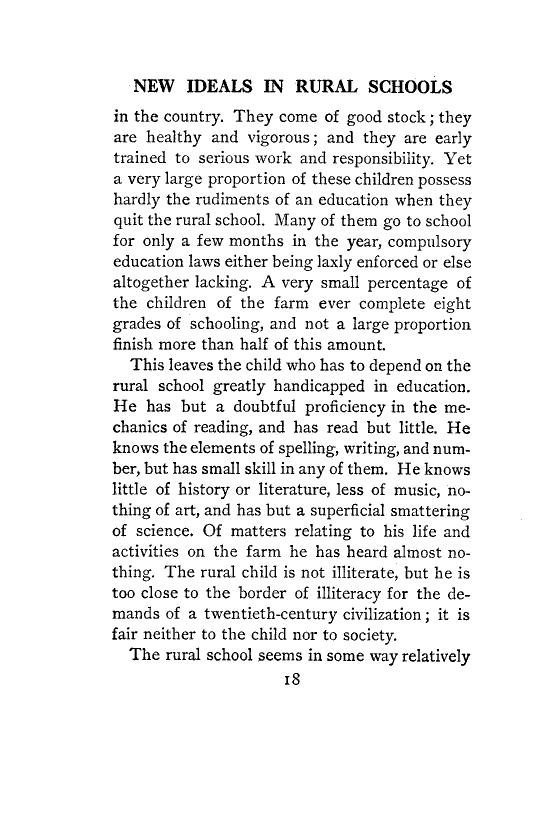 NEW IDEALS IN RURAL SCHOOLS
in the country. They come of good stock; they
are healthy and vigorous; and they are early
trained to serious work and responsibility. Yet
a very large proportion of these children possess
hardly the rudiments of an education when they
quit the rural school. Many of them go to school
for only a few months in the year, compulsory
education laws either being laxly enforced or else
altogether lacking. A very small percentage of
the children of the farm ever complete eight
grades of schooling, and not a large proportion
finish more than half of this amount.
This leaves the child who has to depend on the
rural school greatly handicapped in education.
He has but a doubtful proficiency in the me-
chanics of reading, and has read but little. He
knows the elements of spelling, writing, and num-
ber, but has small skill in any of them. He knows
little of history or literature, less of music, no-
thing of art, and has but a superficial smattering
of science. Of matters relating to his life and
activities on the farm he has heard almost no-
thing. The rural child is not illiterate, but he is
too close to the border of illiteracy for the de-
mands of a twentieth-century civilization; it is
fair neither to the child nor to society.
The rural school seems in some way relatively
18